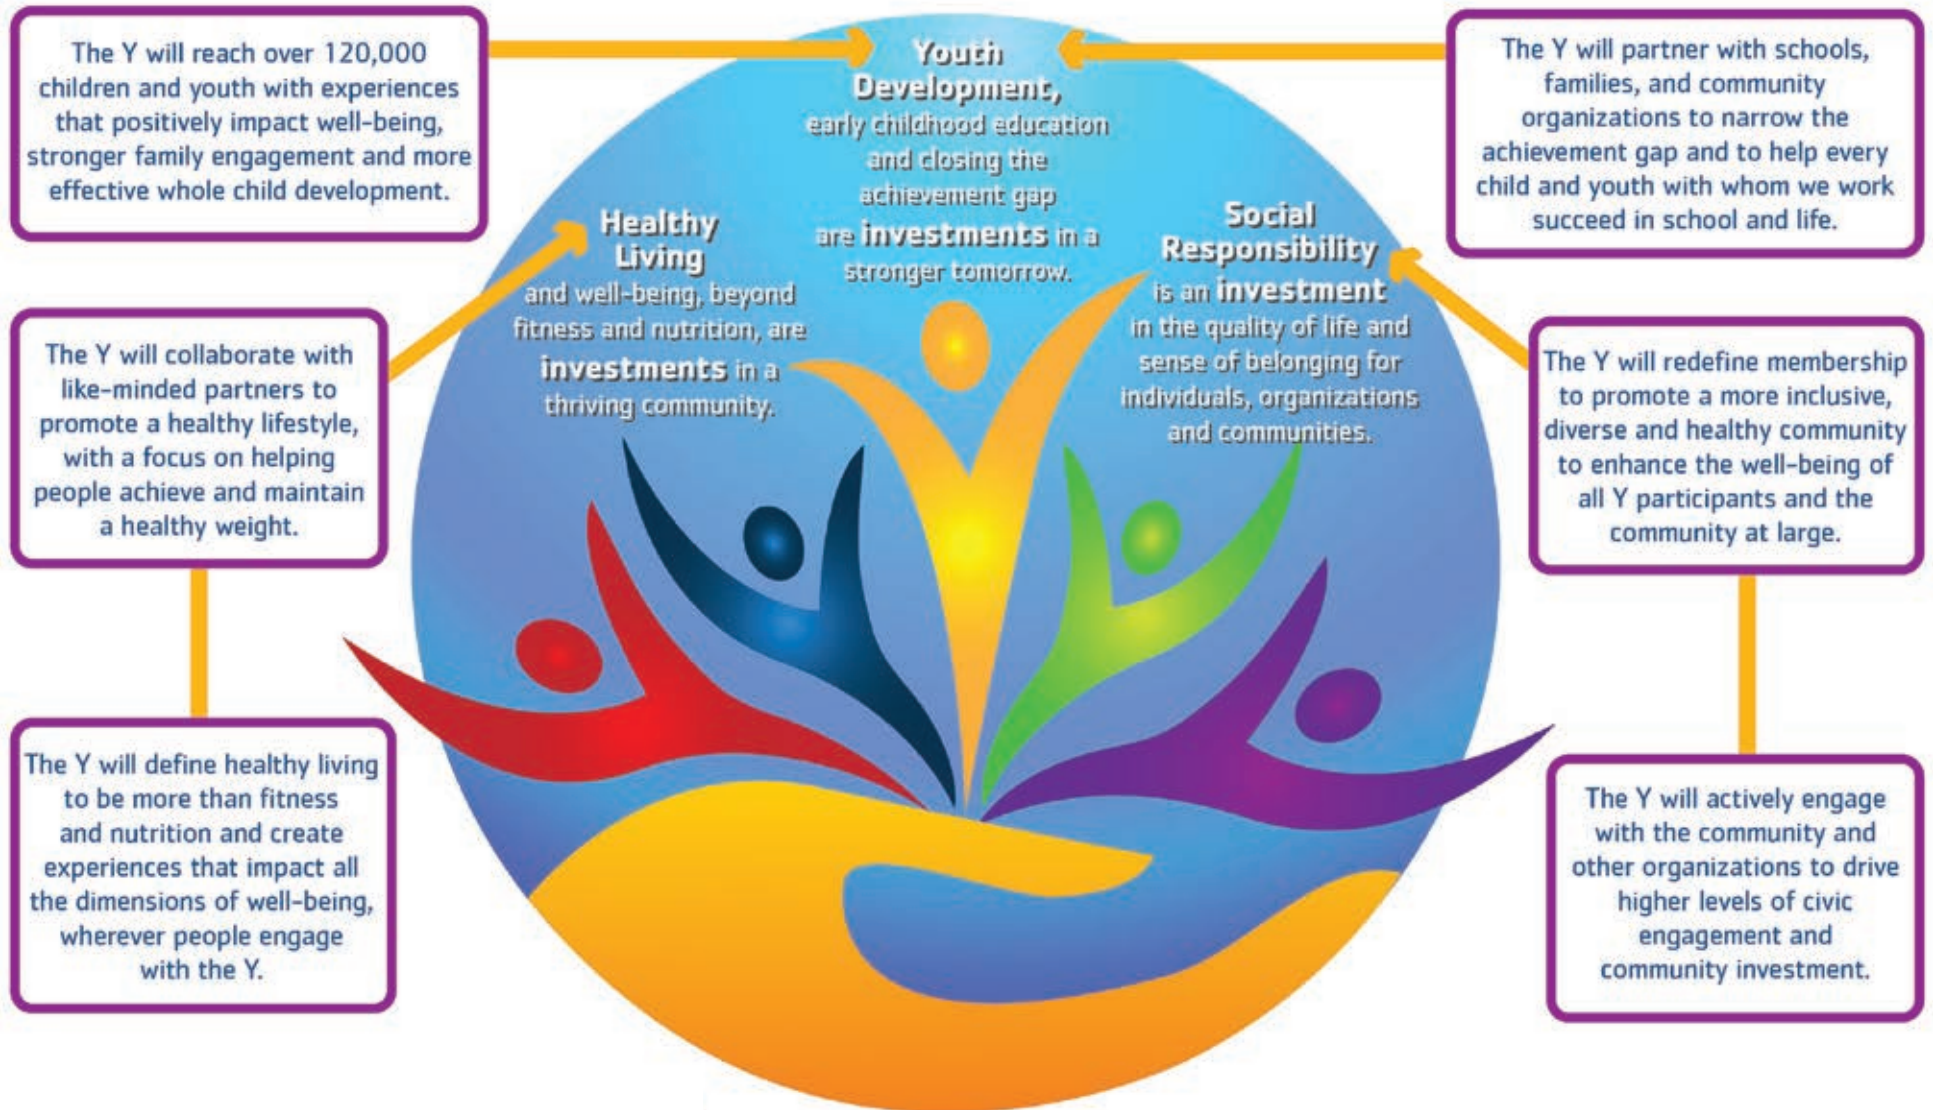 The Y will reach over 120,000
children and youth with experiences
that positively impact well-being,
stronger family engagement and more
effective whole child development.
Youth
Development,
early childhood education
and closing the
achievement gap
are investments in a
stronger tomorrow.
The Y will partner with schools,
families, and community
organizations to narrow the
achievement gap and to help every
child and youth with whom we work
succeed in school and life.
Healthy
Living
and well-being, beyond
fitness and nutrition, are
investments in a
thriving community.
Social
Responsibility
is an investment
in the quality of life and
sense of belonging for
individuals, organizations
and communities.
The Y will collaborate with
like-minded partners to
promote a healthy lifestyle,
with a focus on helping
people achieve and maintain
a healthy weight.
The Y will redefine membership
to promote a more inclusive,
diverse and healthy community
to enhance the well-being of
all Y participants and the
community at large.
The Y will define healthy living
to be more than fitness
and nutrition and create
experiences that impact all
the dimensions of well-being,
wherever people engage
with the Y.
The Y will actively engage
with the community and
other organizations to drive
higher levels of civic
engagement and
community investment.